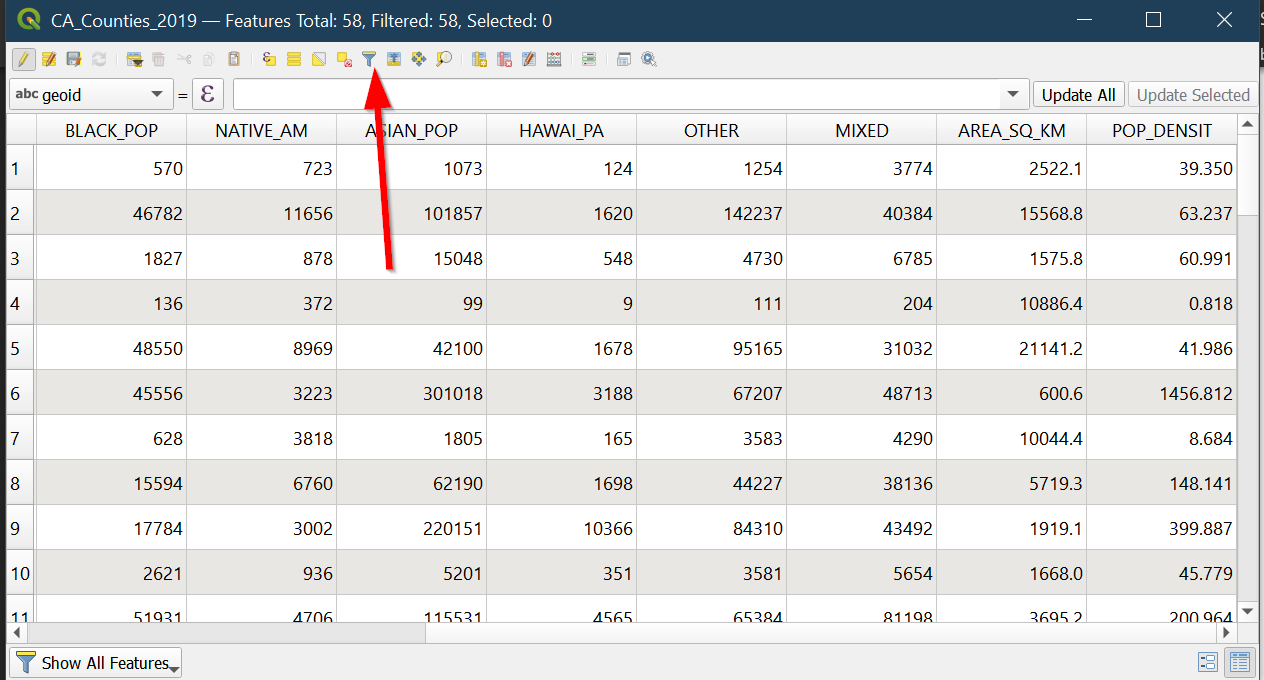 CA_Counties_2019 — Features Total: 58, Filtered: 58, Selected: 0
abc geoid = ε Update All Update Selected
BLACK_POP NATIVE_AM ASIAN_POP HAWAI_PA OTHER MIXED AREA_SQ_KM POP_DENSIT
1 570 723 1073 124 1254 3774 2522.1 39.350
2 46782 11656 101857 1620 142237 40384 15568.8 63.237
3 1827 878 15048 548 4730 6785 1575.8 60.991
4 136 372 99 9 111 204 10886.4 0.818
5 48550 8969 42100 1678 95165 31032 21141.2 41.986
6 45556 3223 301018 3188 67207 48713 600.6 1456.812
7 628 3818 1805 165 3583 4290 10044.4 8.684
8 15594 6760 62190 1698 44227 38136 5719.3 148.141
9 17784 3002 220151 10366 84310 43492 1919.1 399.887
10 2621 936 5201 351 3581 5654 1668.0 45.779
11 51931 4706 115531 4565 65384 81198 3695.2 200.964
Show All Features